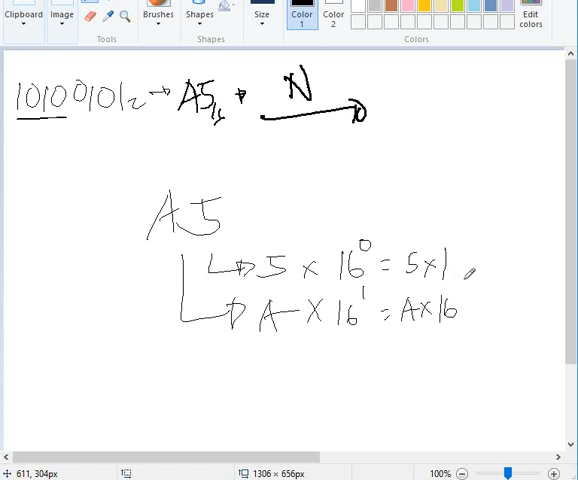 Clipboard
Image
Tools
Brushes
Shapes
Shapes
Size
Color 1
Color 2
Colors
Edit colors
10100101₂ → A5₁₆ → N
A5
5 × 16⁰ = 5×1
A × 16¹ = A×16
611, 304px
1306 × 656px
100%